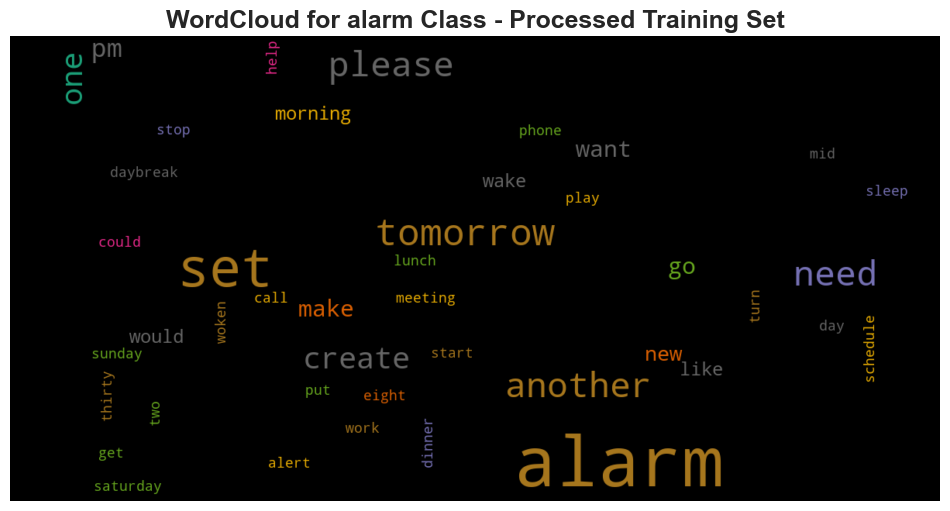 WordCloud for alarm Class - Processed Training Set
one
pm
help
please
morning
stop
phone
want
mid
daybreak
wake
play
sleep
could
tomorrow
set
lunch
go
need
call
meeting
make
woken
turn
would
day
schedule
sunday
create
start
new
like
another
thirty
two
put
eight
work
dinner
get
alert
alarm
saturday